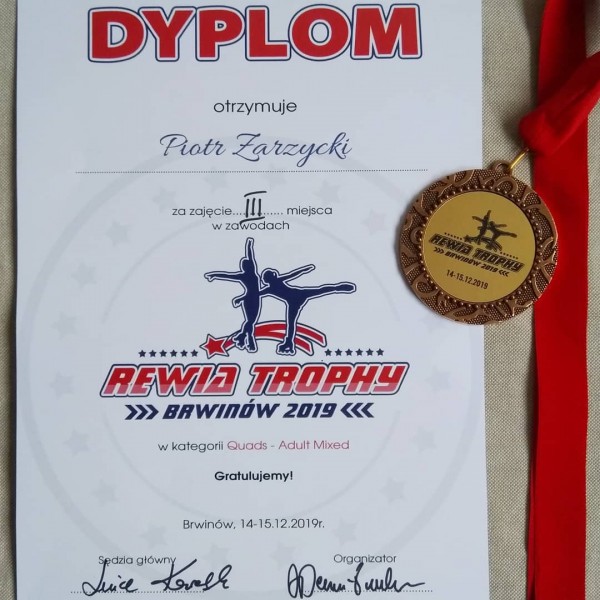 DYPLOM
otrzymuje
Piotr Zarzycki
za zajęcie....III.... miejsca
w zawodach
REWIA TROPHY
>>> BRWINÓW 2019 <<<
w kategorii Quads - Adult Mixed
Gratulujemy!
Brwinów, 14-15.12.2019r.
Sędzia główny
Organizator
REWIA TROPHY
>>> BRWINÓW 2019 <<<
14-15.12.2019